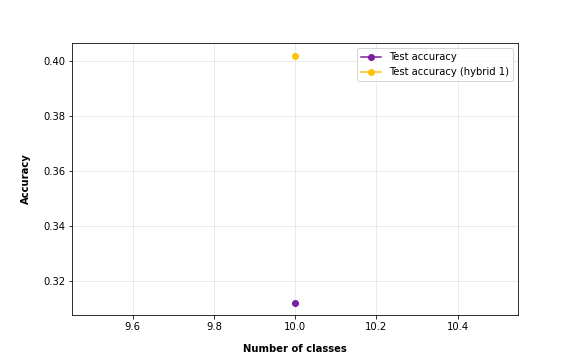 Test accuracy
Test accuracy (hybrid 1)
0.40
0.38
0.36
0.34
0.32
Accuracy
9.6 9.8 10.0 10.2 10.4
Number of classes